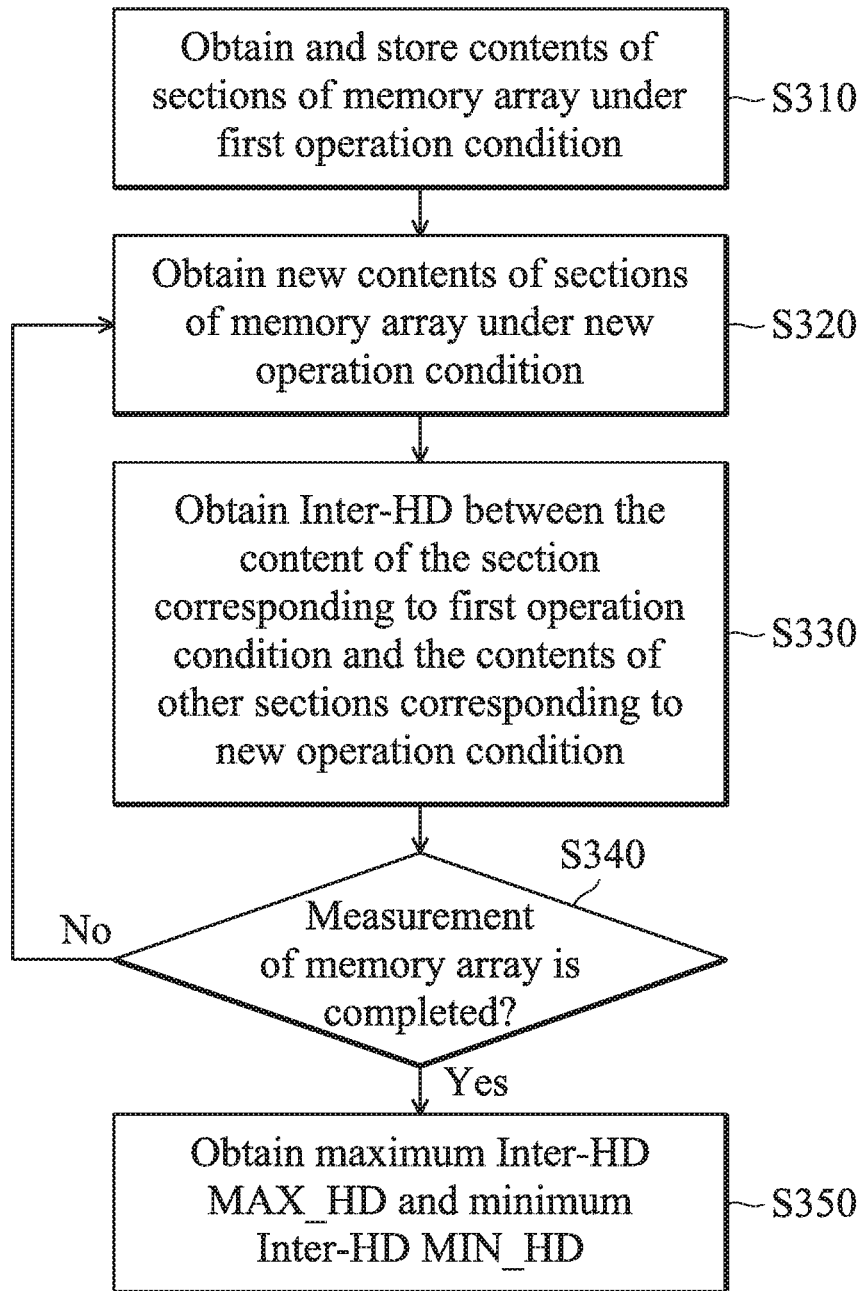 Obtain and store contents of
sections of memory array under
first operation condition
S310
Obtain new contents of sections
of memory array under new
operation condition
S320
Obtain Inter-HD between the
content of the section
corresponding to first operation
condition and the contents of
other sections corresponding to
new operation condition
S330
S340
No
Measurement
of memory array is
completed?
Yes
Obtain maximum Inter-HD
MAX_HD and minimum
Inter-HD MIN_HD
S350